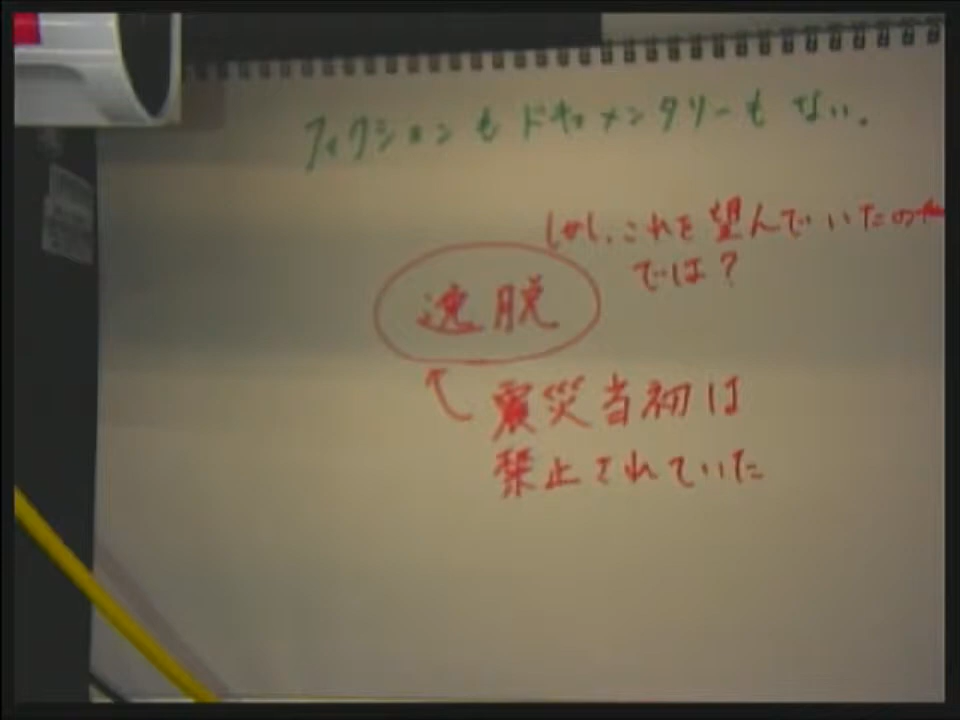 フィクションもドキュメンタリーもない。
しかし、これを望んでいたの
では？
逸脱
震災当初は
禁止されていた